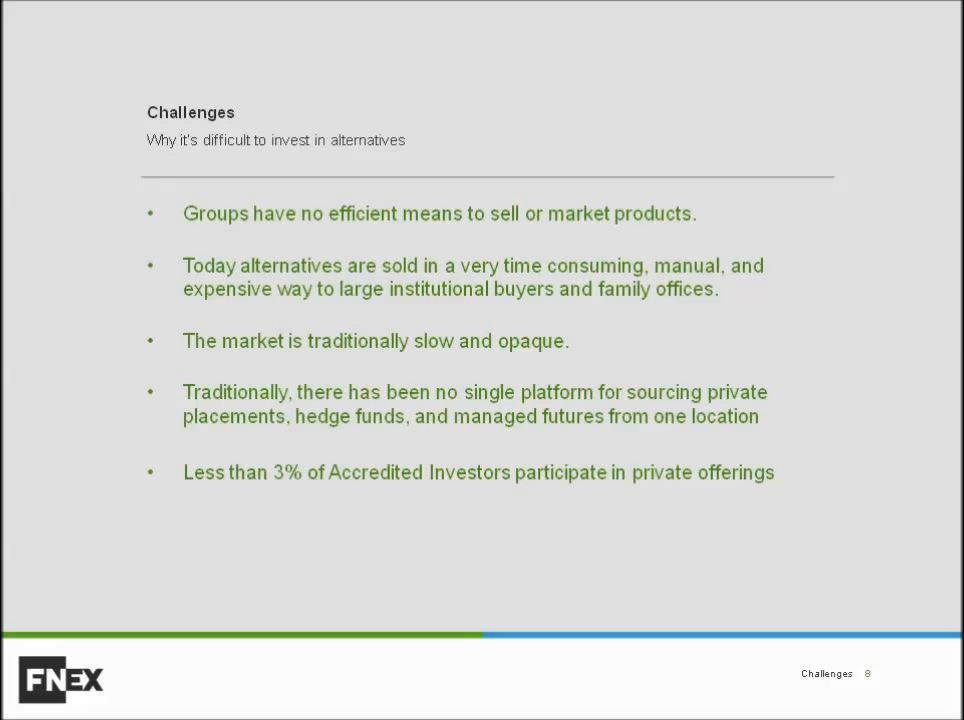 Challenges
Why it's difficult to invest in alternatives
• Groups have no efficient means to sell or market products.
• Today alternatives are sold in a very time consuming, manual, and
expensive way to large institutional buyers and family offices.
• The market is traditionally slow and opaque.
• Traditionally, there has been no single platform for sourcing private
placements, hedge funds, and managed futures from one location
• Less than 3% of Accredited Investors participate in private offerings
FNEX
Challenges 8